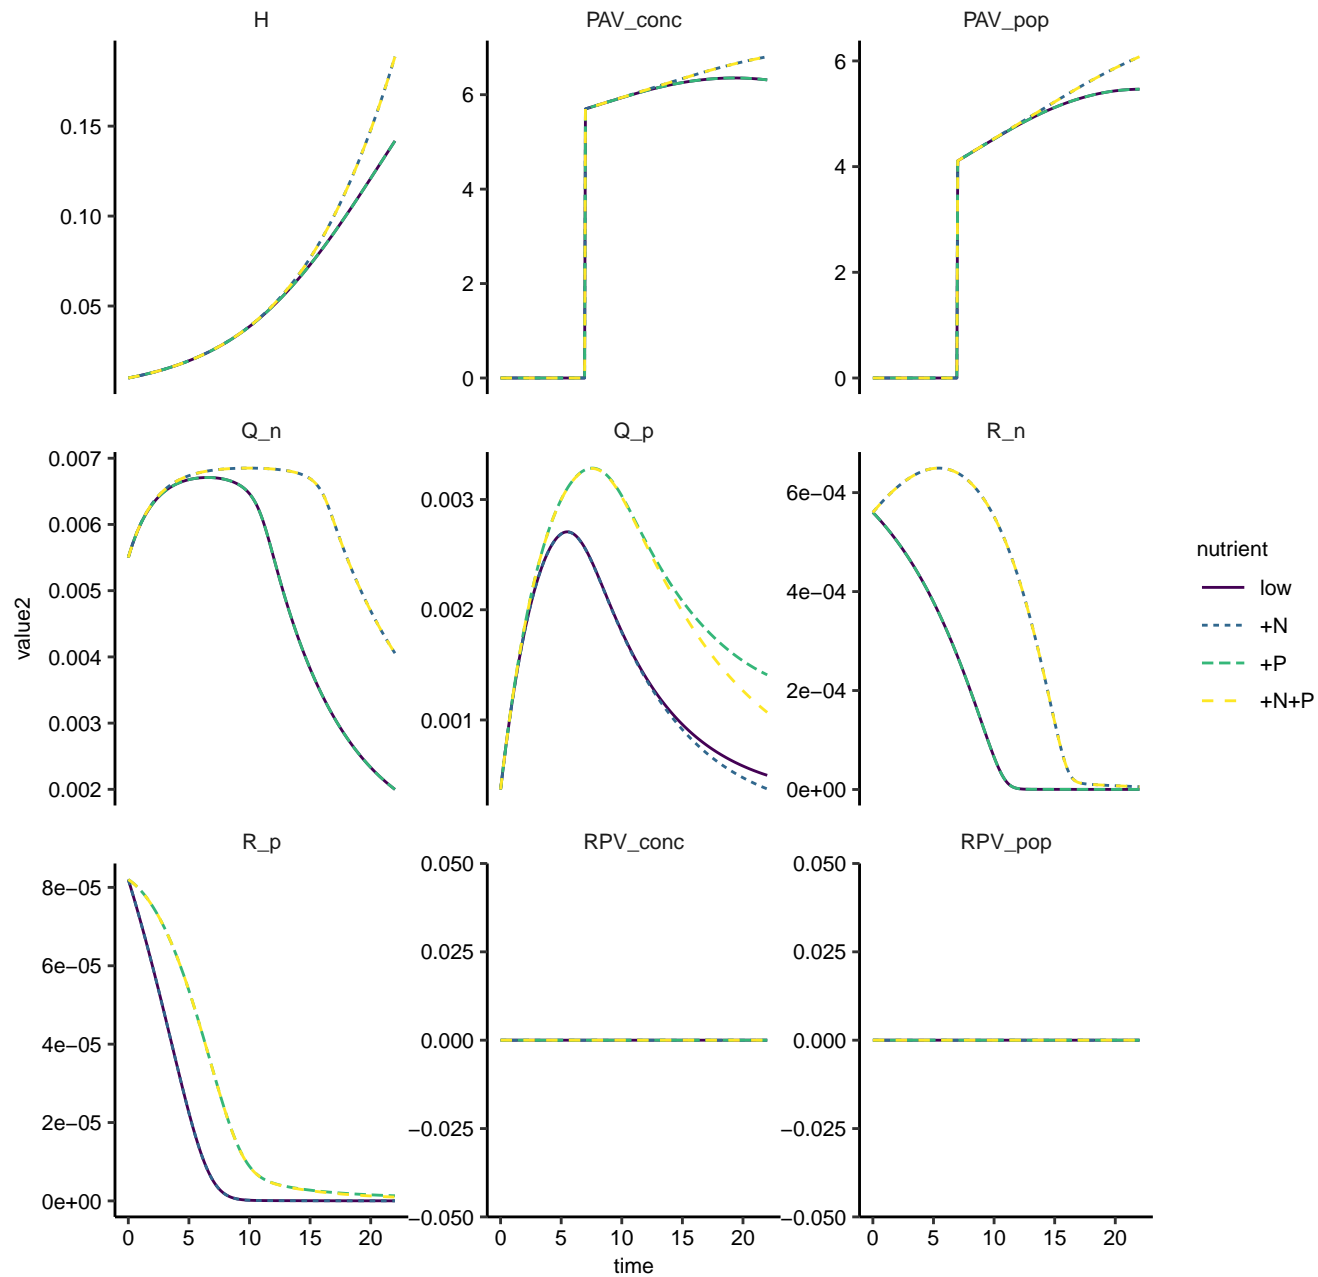 H
PAV_conc
PAV_pop
0.15
0.10
0.05
6
4
2
0
6
4
2
0
Q_n
Q_p
R_n
0.007
0.006
0.005
0.004
0.003
0.002
0.003
0.002
0.001
6e−04
4e−04
2e−04
0e+00
R_p
RPV_conc
RPV_pop
8e−05
6e−05
4e−05
2e−05
0e+00
0.050
0.025
0.000
−0.025
−0.050
0.050
0.025
0.000
−0.025
−0.050
0 5 10 15 20
0 5 10 15 20
0 5 10 15 20
time
value2
nutrient
low
+N
+P
+N+P